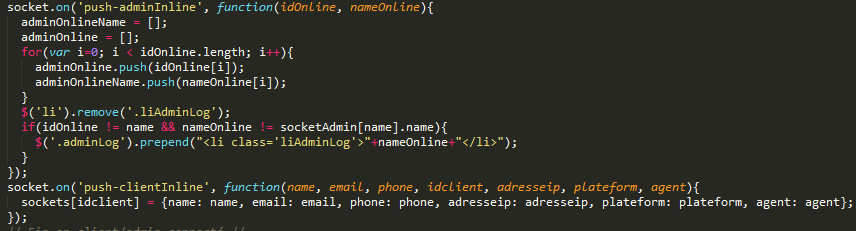 socket.on('push-adminInline', function(idOnline, nameOnline){
adminOnlineName = [];
adminOnline = [];
for(var i=0; i < idOnline.length; i++){
adminOnline.push(idOnline[i]);
adminOnlineName.push(nameOnline[i]);
}
$('li').remove('.liAdminLog');
if(idOnline != name && nameOnline != socketAdmin[name].name){
$('.adminLog').prepend("<li class='liAdminLog'>"+nameOnline+"</li>");
}
});
socket.on('push-clientInline', function(name, email, phone, idclient, adresseip, plateform, agent){
sockets[idclient] = {name: name, email: email, phone: phone, adresseip: adresseip, plateform: plateform, agent: agent};
});